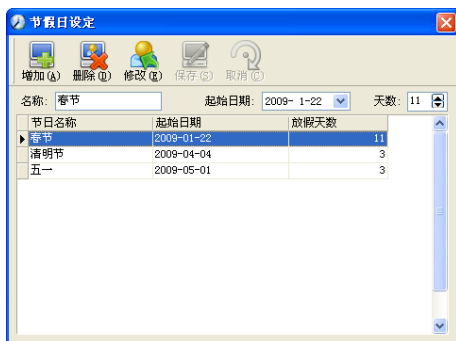 节假日设定
增加(A) 删除(D) 修改(E) 保存(S) 取消(C)
名称: 春节 起始日期: 2009- 1-22 天数: 11
节日名称 起始日期 放假天数
春节 2009-01-22 11
清明节 2009-04-04 3
五一 2009-05-01 3